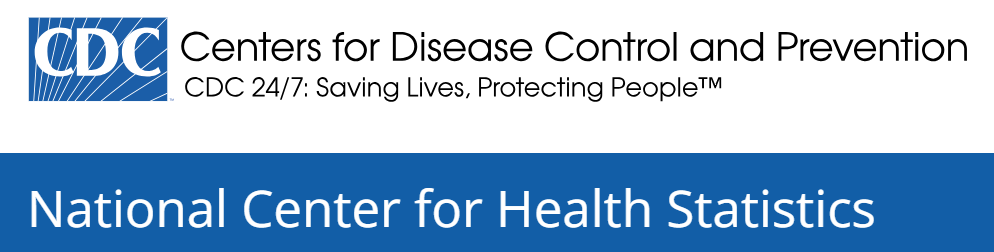 CDC Centers for Disease Control and Prevention
CDC 24/7: Saving Lives, Protecting People™
National Center for Health Statistics